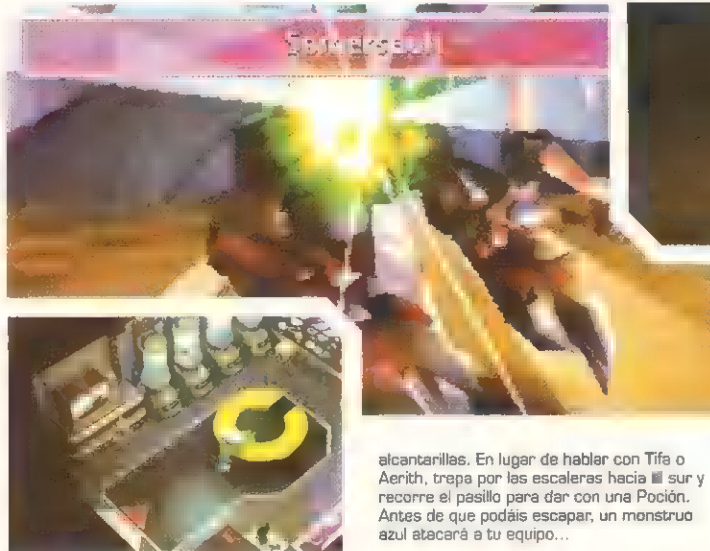 Somersault
alcantarillas. En lugar de hablar con Tifa o
Aerith, trepa por las escaleras hacia sur y
recorre el pasillo para dar con una Poción.
Antes de que podáis escapar, un monstruo
azul atacará a tu equipo...